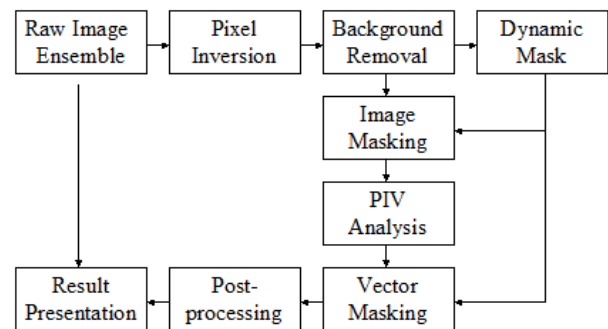 Raw Image
Ensemble
Pixel
Inversion
Background
Removal
Dynamic
Mask
Image
Masking
PIV
Analysis
Result
Presentation
Post-
processing
Vector
Masking